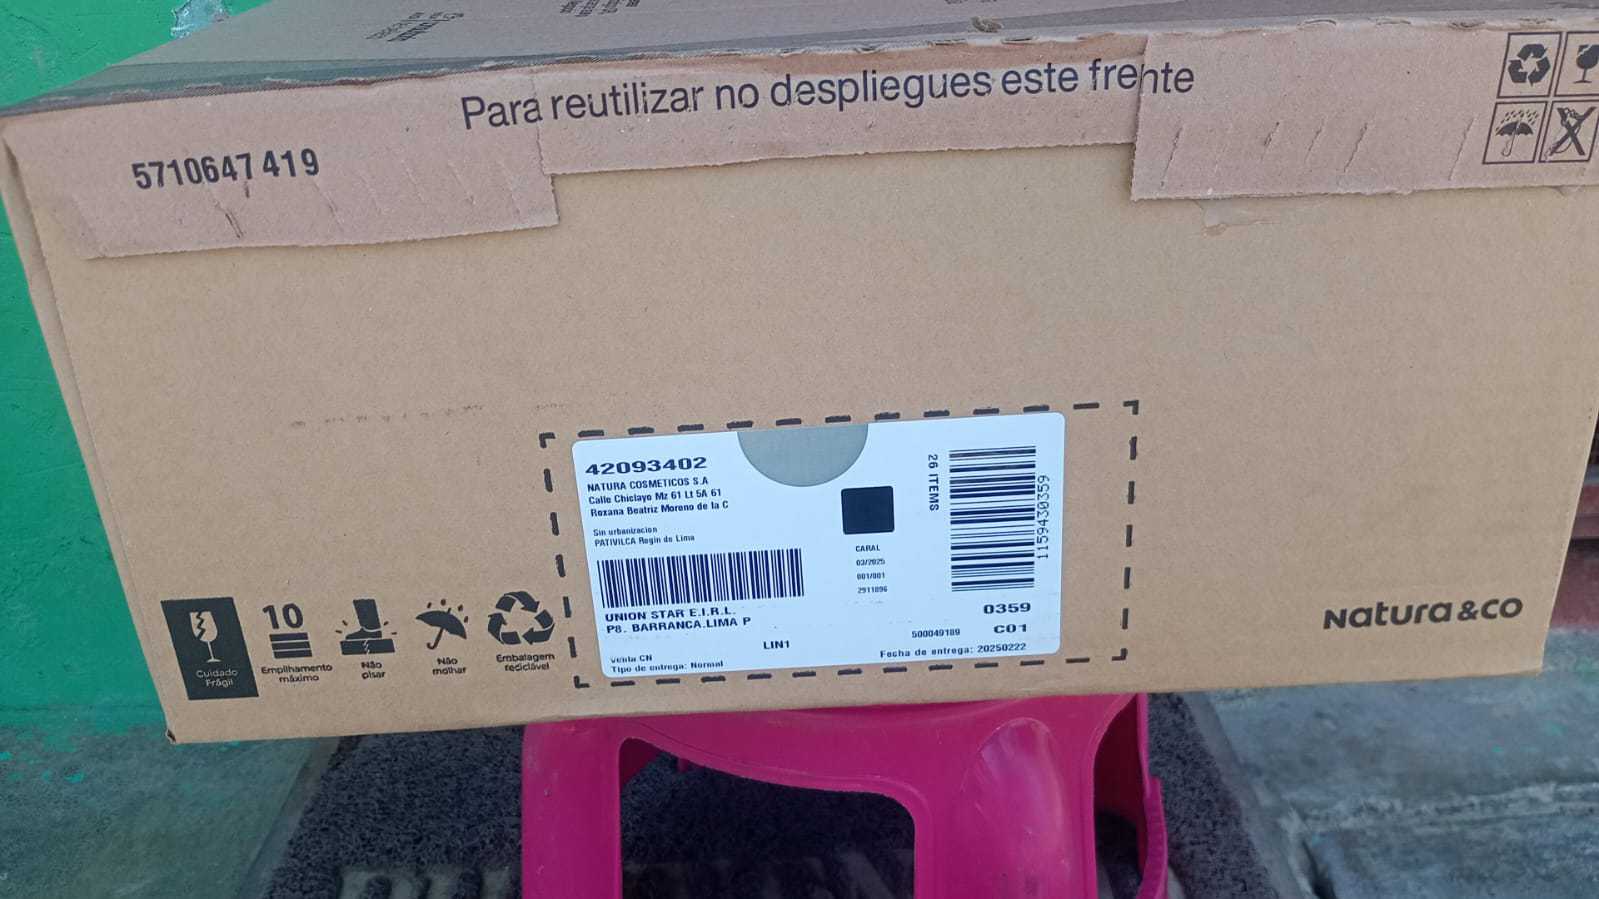 Para reutilizar no despliegues este frente
5710647 419
42093402
NATURA COSMETICOS S.A
Calle Chiclayo Mz 61 Lt 5A 61
Roxana Beatriz Moreno de la C
Sin urbanizacion
PATIVILCA Regin de Lima
UNION STAR E.I.R.L.
P8. BARRANCA.LIMA P
LIN1
venta CN
Tipo de entrega: Normal
CARAL
03/2025
001/001
2911896
26 ITEMS
1159430359
0359
500049189 C01
Fecha de entrega: 20250222
Cuidado
Frágil
10
Empilhamento
máximo
Não
pisar
Não
molhar
Embalagem
reciclável
Natura &CO